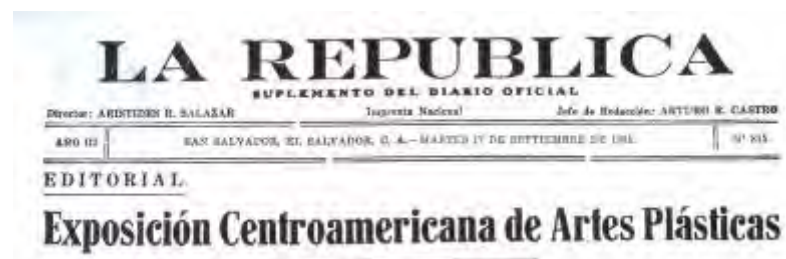 LA REPUBLICA
SUPLEMENTO DEL DIARIO OFICIAL
Director: ARISTIDES R. SALAZAR Imprenta Nacional Jefe de Redacción: ARTURO R. CASTRO
AÑO III SAN SALVADOR, EL SALVADOR, C. A.—MARTES DE SEPTIEMBRE DE Nº
EDITORIAL
Exposición Centroamericana de Artes Plásticas